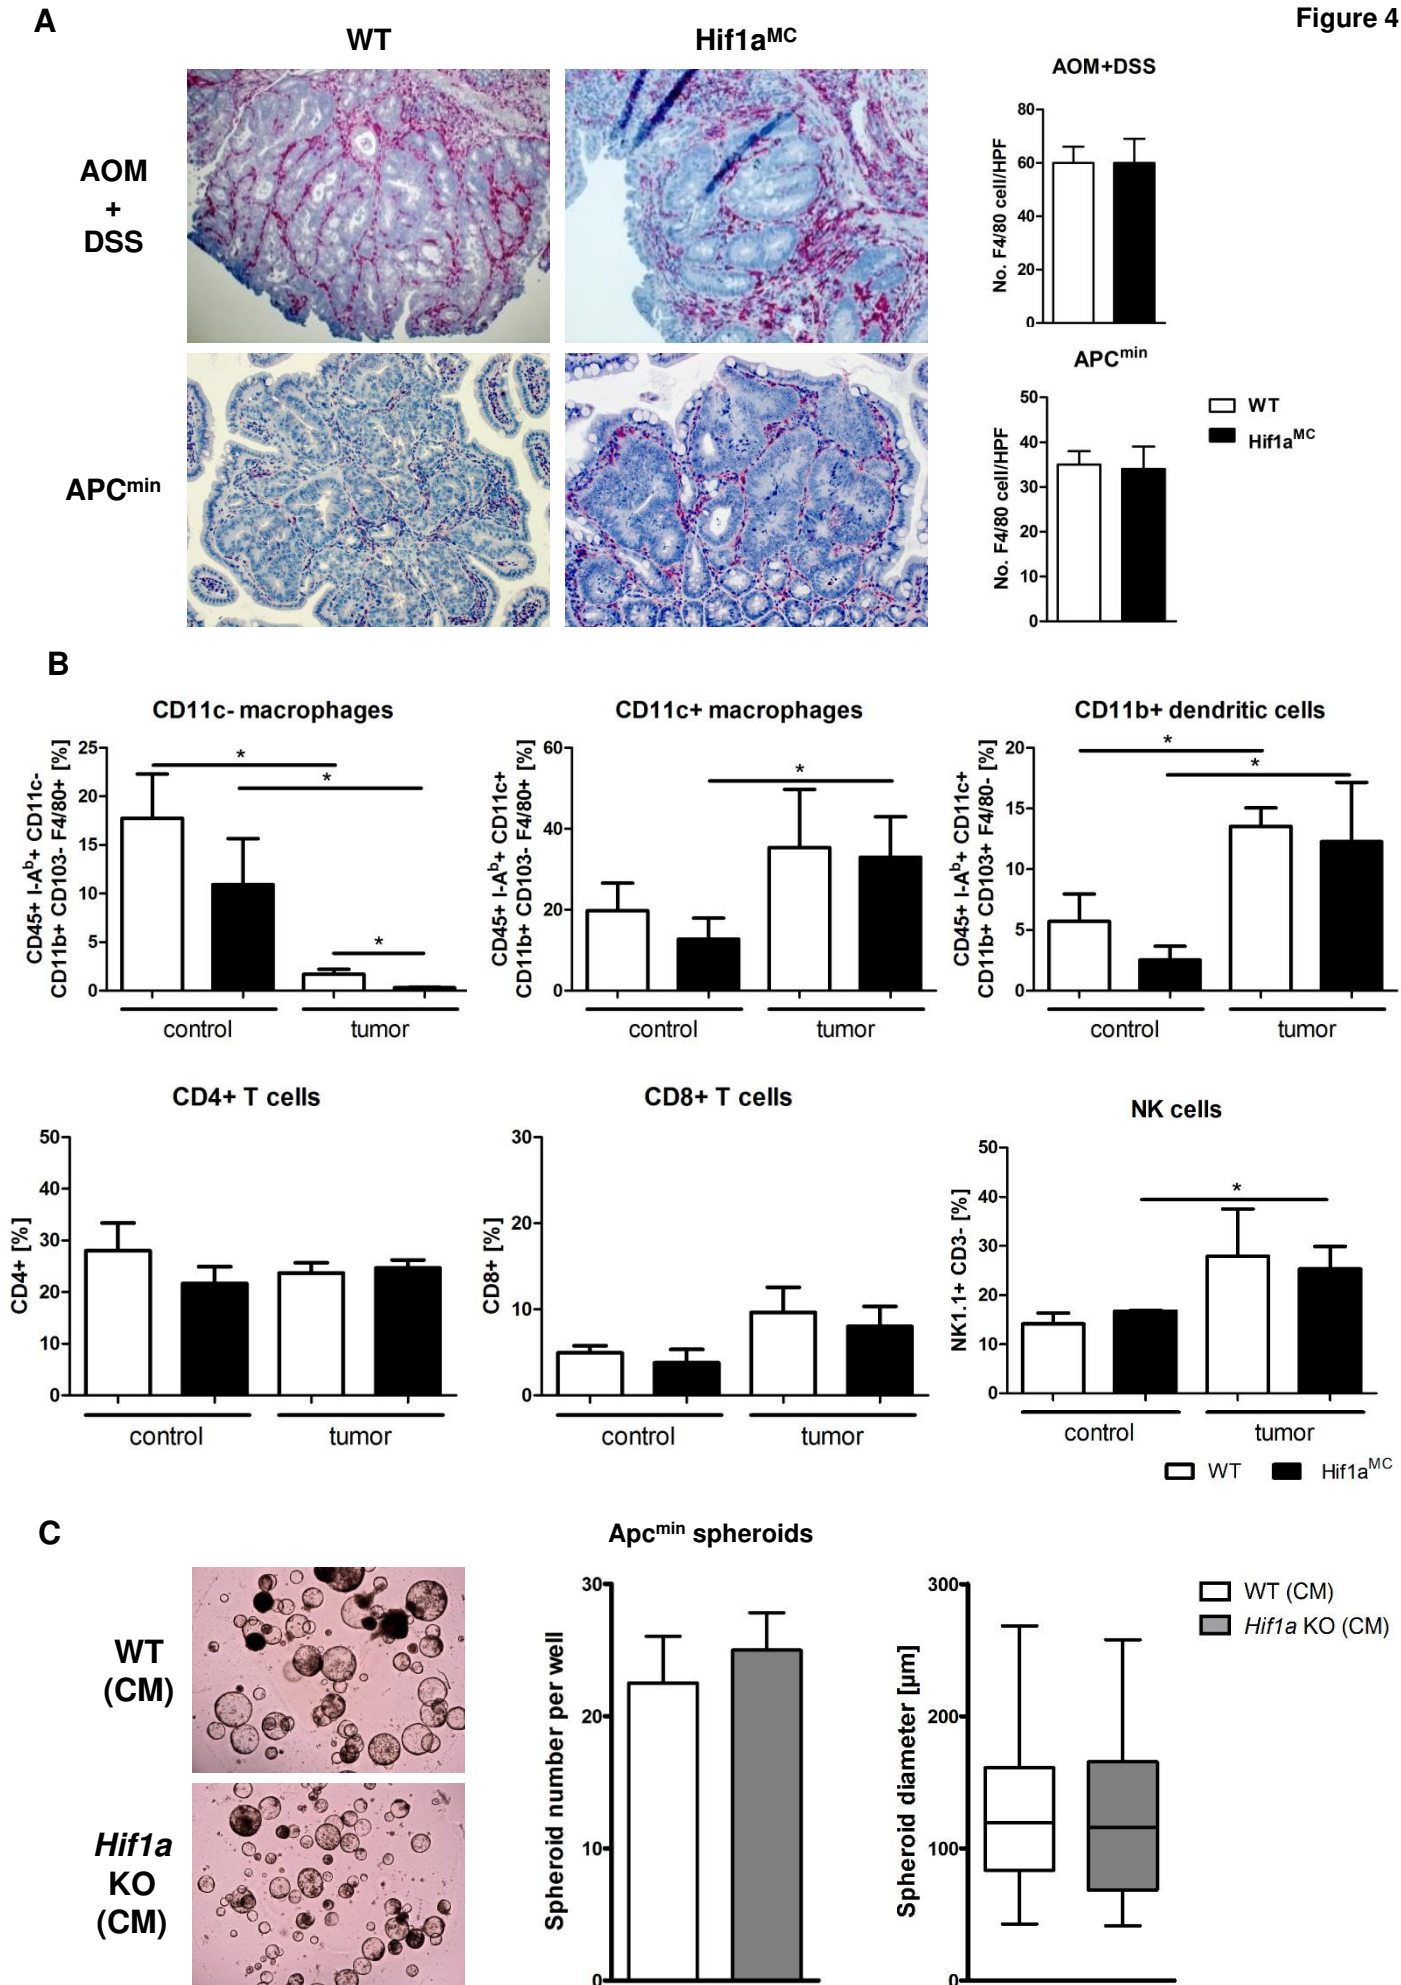 A
Figure 4
WT
Hif1aMC
AOM
+
DSS
APCmin
AOM+DSS
No. F4/80 cell/HPF
80
60
40
20
0
APCmin
No. F4/80 cell/HPF
50
40
30
20
10
0
WT
Hif1aMC
B
CD11c- macrophages
CD45+ I-Ab+ CD11c-
CD11b+ CD103- F4/80+ [%]
25
20
15
10
5
0
*
*
*
control
tumor
CD11c+ macrophages
CD45+ I-Ab+ CD11c+
CD11b+ CD103- F4/80+ [%]
60
40
20
0
*
control
tumor
CD11b+ dendritic cells
CD45+ I-Ab+ CD11c+
CD11b+ CD103+ F4/80- [%]
20
15
10
5
0
*
*
control
tumor
CD4+ T cells
CD4+ [%]
50
40
30
20
10
0
control
tumor
CD8+ T cells
CD8+ [%]
30
20
10
0
control
tumor
NK cells
NK1.1+ CD3- [%]
50
40
30
20
10
0
*
control
tumor
WT
Hif1aMC
C
Apcmin spheroids
WT
(CM)
Hif1a
KO
(CM)
Spheroid number per well
30
20
10
0
Spheroid diameter [µm]
300
200
100
0
WT (CM)
Hif1a KO (CM)